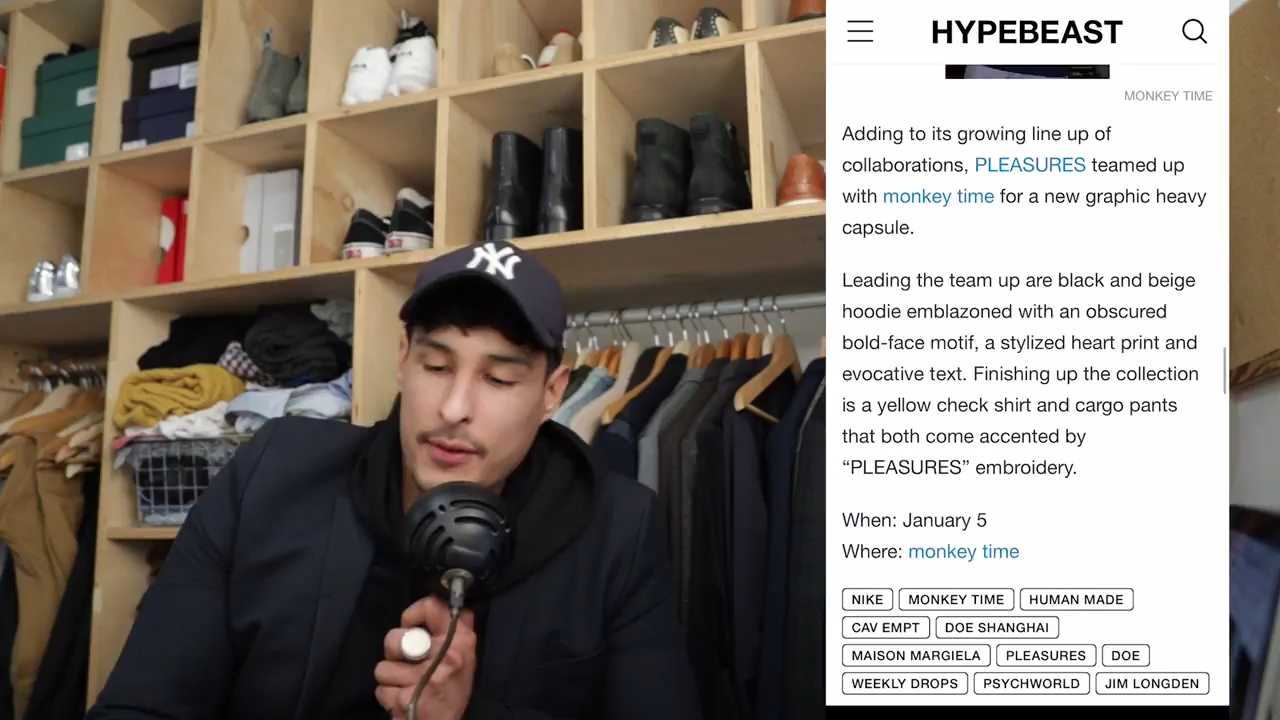 HYPEBEAST
MONKEY TIME
Adding to its growing line up of
collaborations, PLEASURES teamed up
with monkey time for a new graphic heavy
capsule.
Leading the team up are black and beige
hoodie emblazoned with an obscured
bold-face motif, a stylized heart print and
evocative text. Finishing up the collection
is a yellow check shirt and cargo pants
that both come accented by
“PLEASURES” embroidery.
When: January 5
Where: monkey time
NIKE MONKEY TIME HUMAN MADE
CAV EMPT DOE SHANGHAI
MAISON MARGIELA PLEASURES DOE
WEEKLY DROPS PSYCHWORLD JIM LONGDEN
NY